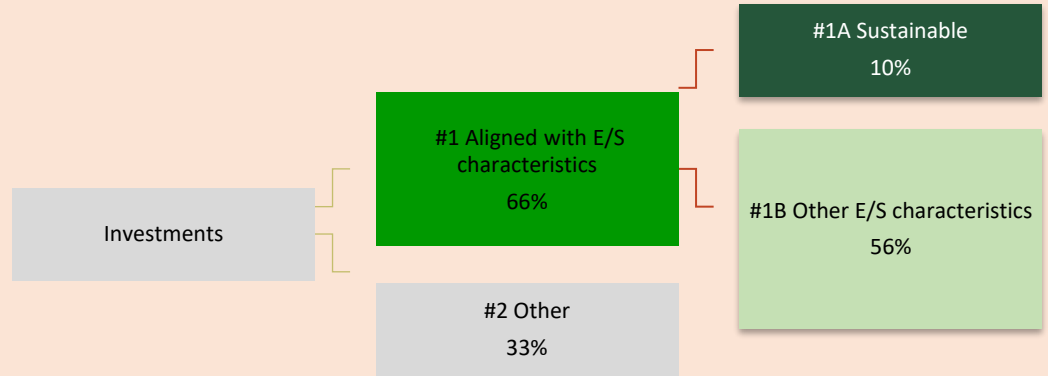 Investments
#1 Aligned with E/S
characteristics
66%
#2 Other
33%
#1A Sustainable
10%
#1B Other E/S characteristics
56%